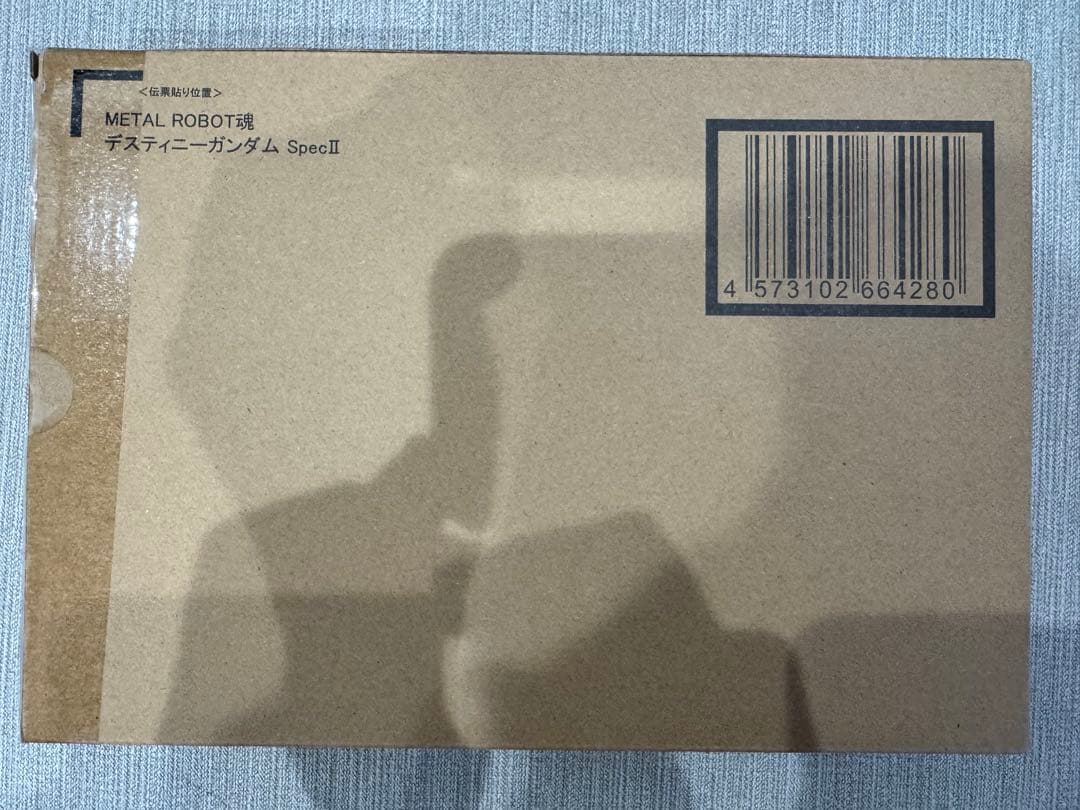 <伝票貼り位置>
METAL ROBOT魂
デスティニーガンダム SpecⅡ
4 573102 664280